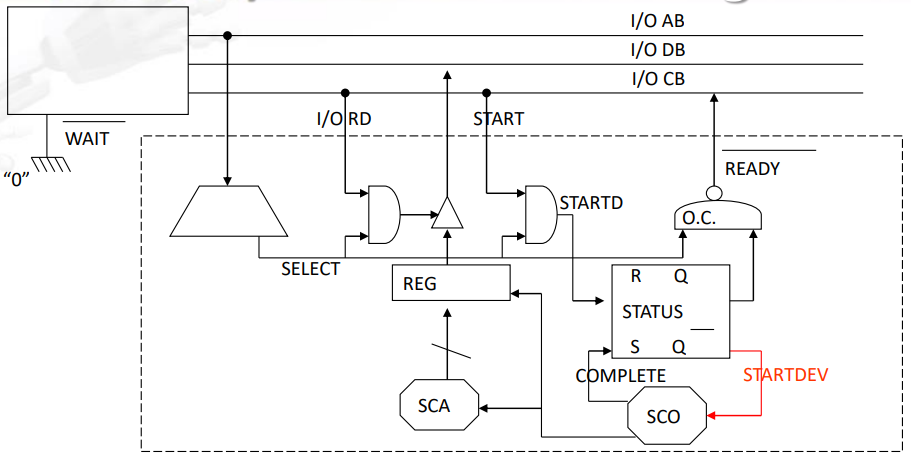 I/O AB
I/O DB
I/O CB
I/O RD
START
WAIT
"0"
READY
STARTD
O.C.
SELECT
REG
R Q
STATUS
S Q
COMPLETE
STARTDEV
SCA
SCO